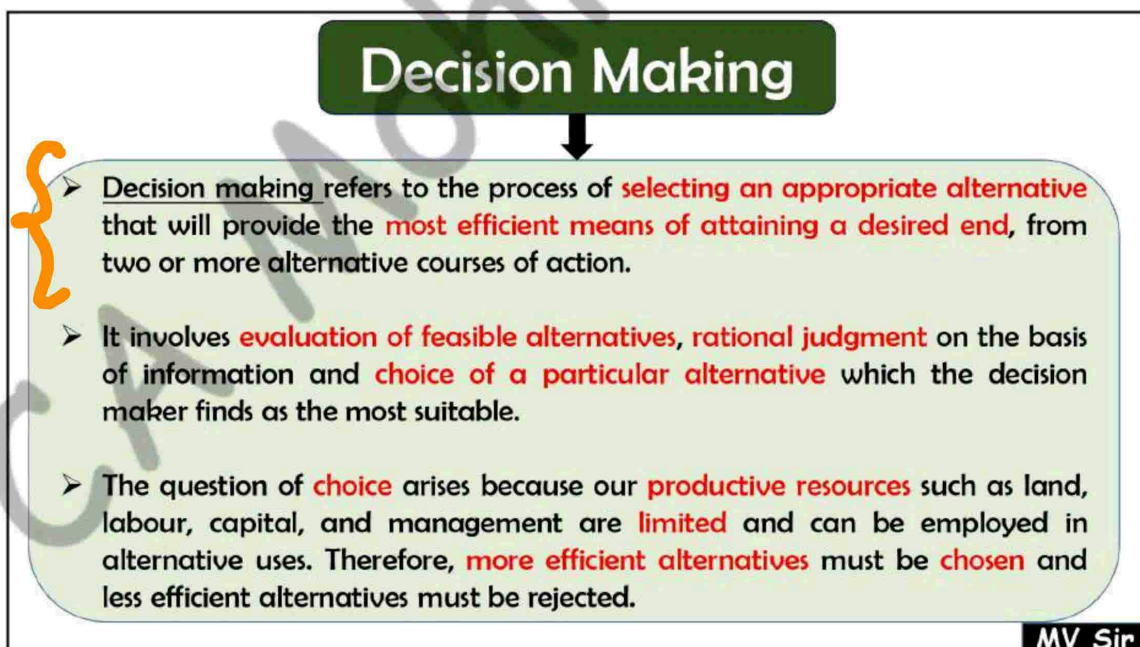 Decision Making
➢ Decision making refers to the process of selecting an appropriate alternative
that will provide the most efficient means of attaining a desired end, from
two or more alternative courses of action.
➢ It involves evaluation of feasible alternatives, rational judgment on the basis
of information and choice of a particular alternative which the decision
maker finds as the most suitable.
➢ The question of choice arises because our productive resources such as land,
labour, capital, and management are limited and can be employed in
alternative uses. Therefore, more efficient alternatives must be chosen and
less efficient alternatives must be rejected.
MV Sir
CA